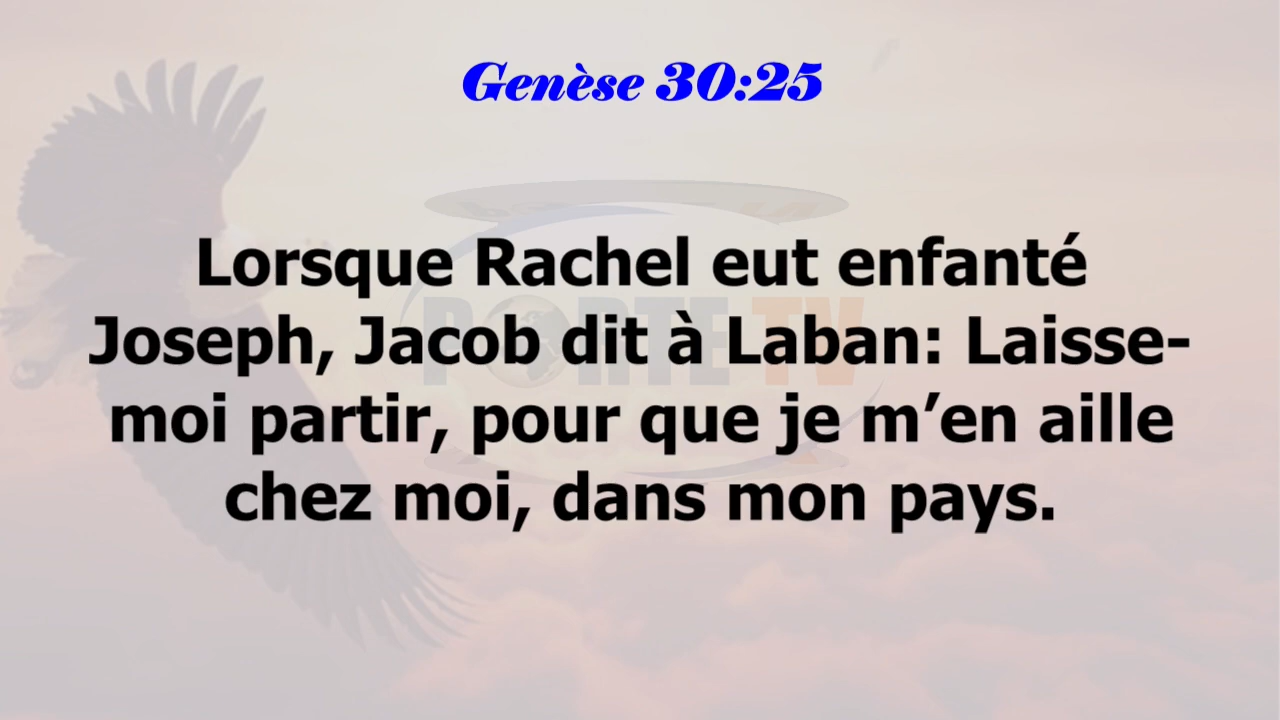 Genèse 30:25
Lorsque Rachel eut enfanté
Joseph, Jacob dit à Laban: Laisse-
moi partir, pour que je m’en aille
chez moi, dans mon pays.
PORTE TV